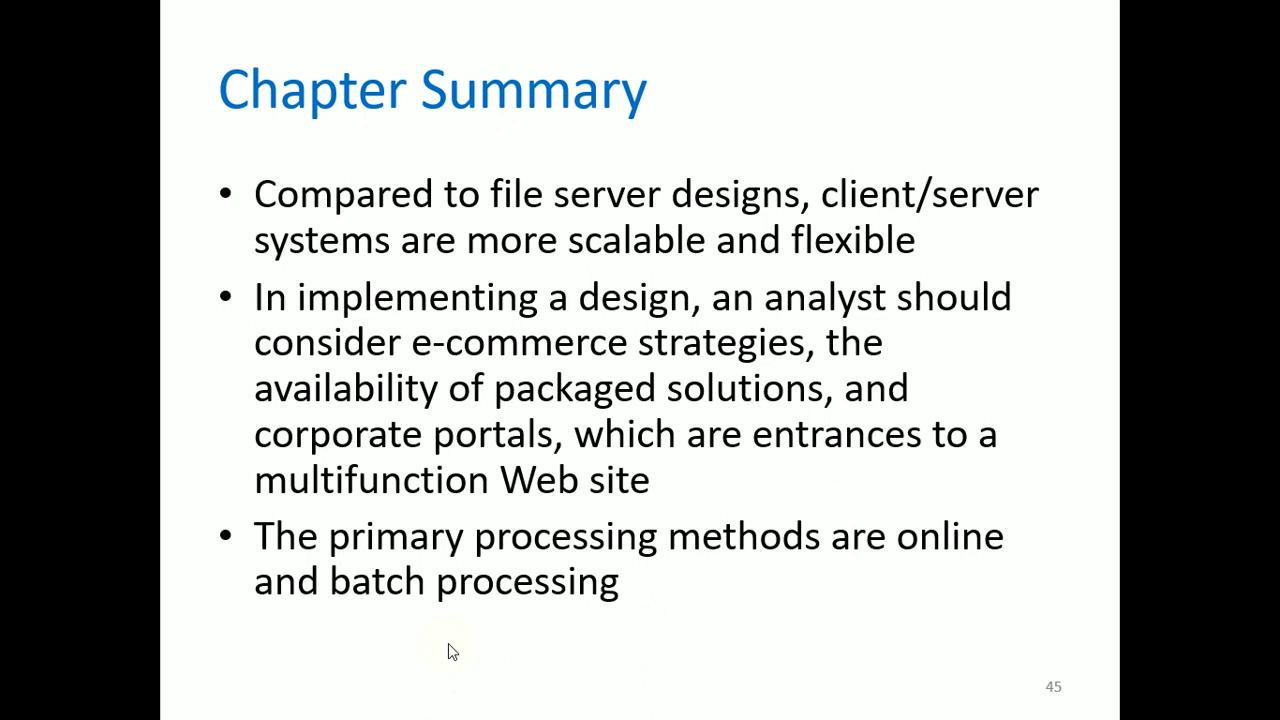 Chapter Summary
• Compared to file server designs, client/server
systems are more scalable and flexible
• In implementing a design, an analyst should
consider e-commerce strategies, the
availability of packaged solutions, and
corporate portals, which are entrances to a
multifunction Web site
• The primary processing methods are online
and batch processing
45